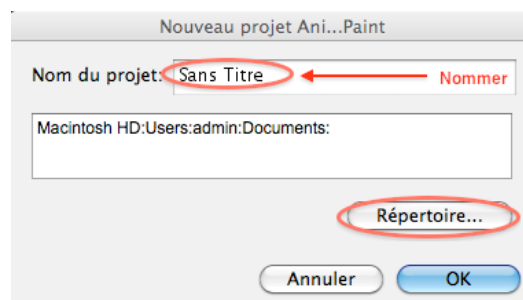 Nouveau projet Ani...Paint
Nom du projet: Sans Titre Nommer
Macintosh HD:Users:admin:Documents:
Répertoire...
Annuler OK